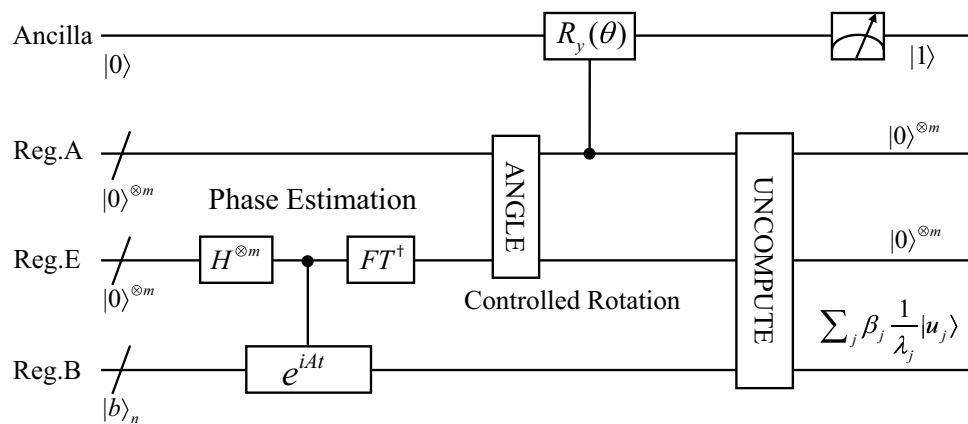 Ancilla
|0⟩
R_y(θ)
|1⟩
Reg.A
|0⟩^{⊗m}
ANGLE
UNCOMPUTE
|0⟩^{⊗m}
Phase Estimation
Reg.E
|0⟩^{⊗m}
H^{⊗m}
FT^†
|0⟩^{⊗m}
Controlled Rotation
Reg.B
|b⟩_n
e^{iAt}
∑_j β_j 1/λ_j |u_j⟩